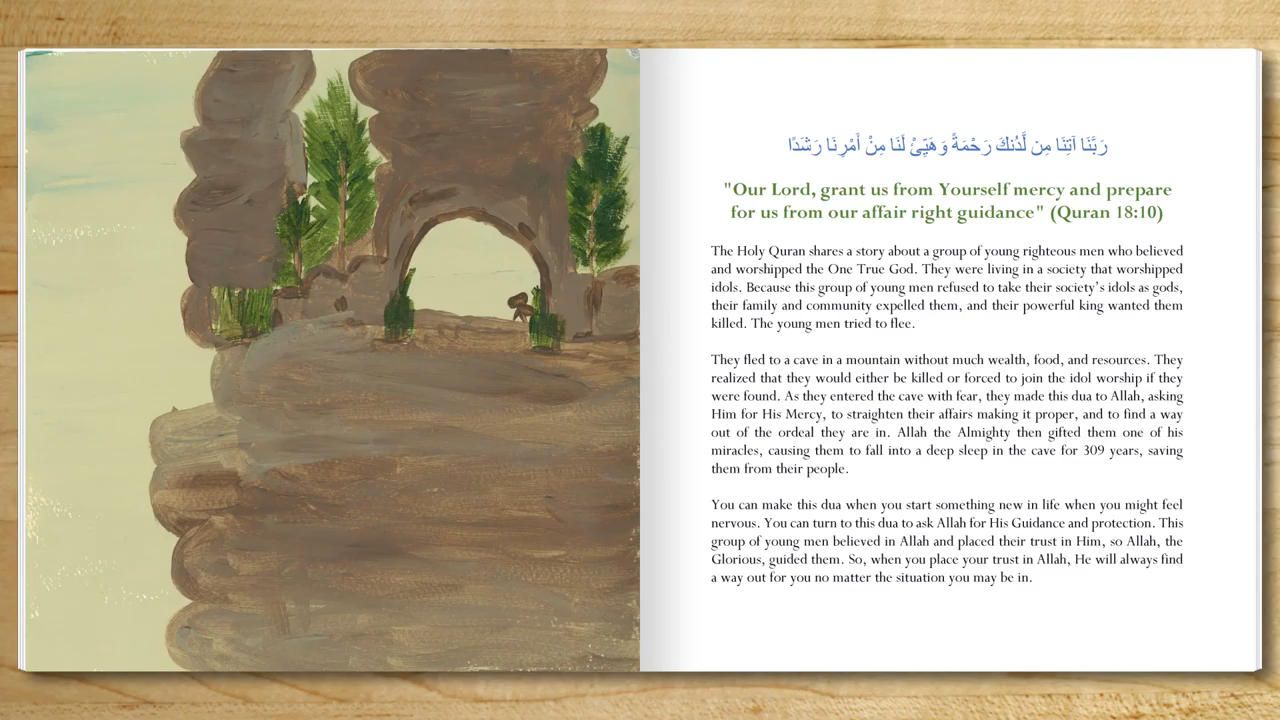 رَبَّنَا آتِنَا مِن لَّدُنكَ رَحْمَةً وَهَيِّئْ لَنَا مِنْ أَمْرِنَا رَشَدًا
"Our Lord, grant us from Yourself mercy and prepare
for us from our affair right guidance" (Quran 18:10)
The Holy Quran shares a story about a group of young righteous men who believed
and worshipped the One True God. They were living in a society that worshipped
idols. Because this group of young men refused to take their society's idols as gods,
their family and community expelled them, and their powerful king wanted them
killed. The young men tried to flee.
They fled to a cave in a mountain without much wealth, food, and resources. They
realized that they would either be killed or forced to join the idol worship if they
were found. As they entered the cave with fear, they made this dua to Allah, asking
Him for His Mercy, to straighten their affairs making it proper, and to find a way
out of the ordeal they are in. Allah the Almighty then gifted them one of his
miracles, causing them to fall into a deep sleep in the cave for 309 years, saving
them from their people.
You can make this dua when you start something new in life when you might feel
nervous. You can turn to this dua to ask Allah for His Guidance and protection. This
group of young men believed in Allah and placed their trust in Him, so Allah, the
Glorious, guided them. So, when you place your trust in Allah, He will always find
a way out for you no matter the situation you may be in.